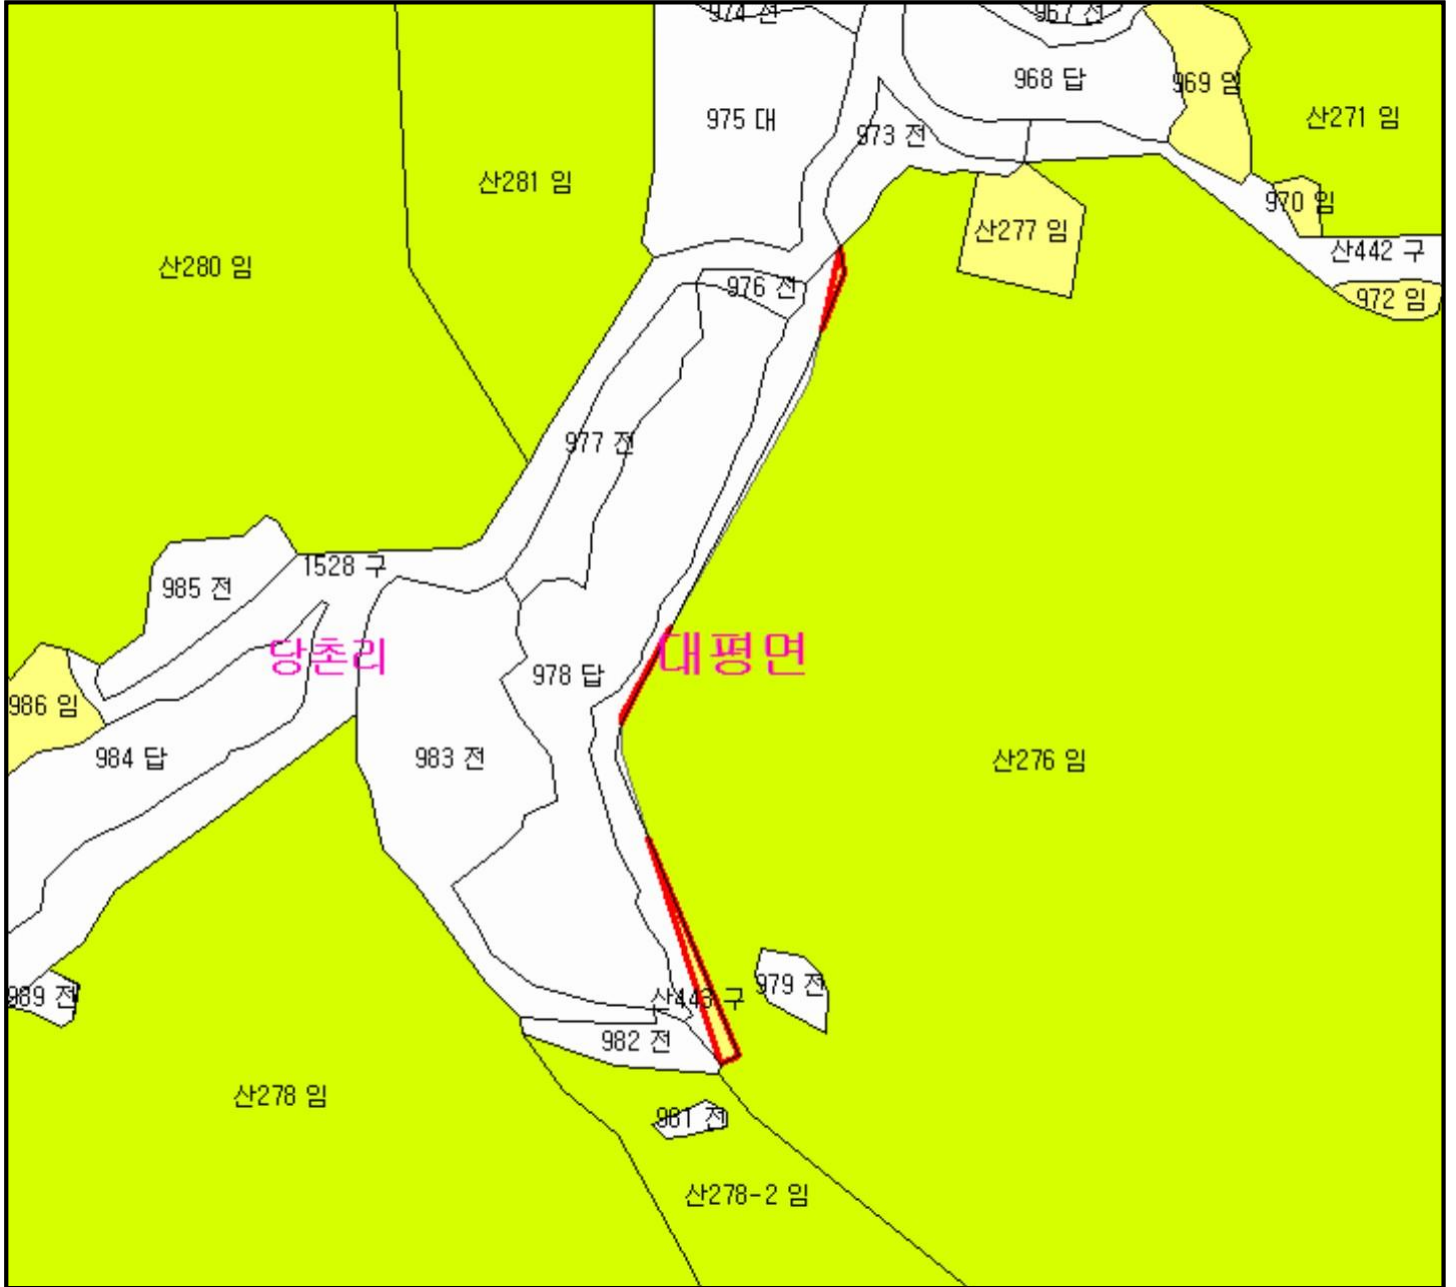 974 전
967 전
968 답
969 임
975 대
산271 임
973 전
산281 임
970 임
산277 임
산442 구
산280 임
976 전
972 임
977 전
1528 구
985 전
당촌리
대평면
978 답
986 임
984 답
983 전
산276 임
979 전
989 전
산443 구
982 전
산278 임
981 전
산278-2 임